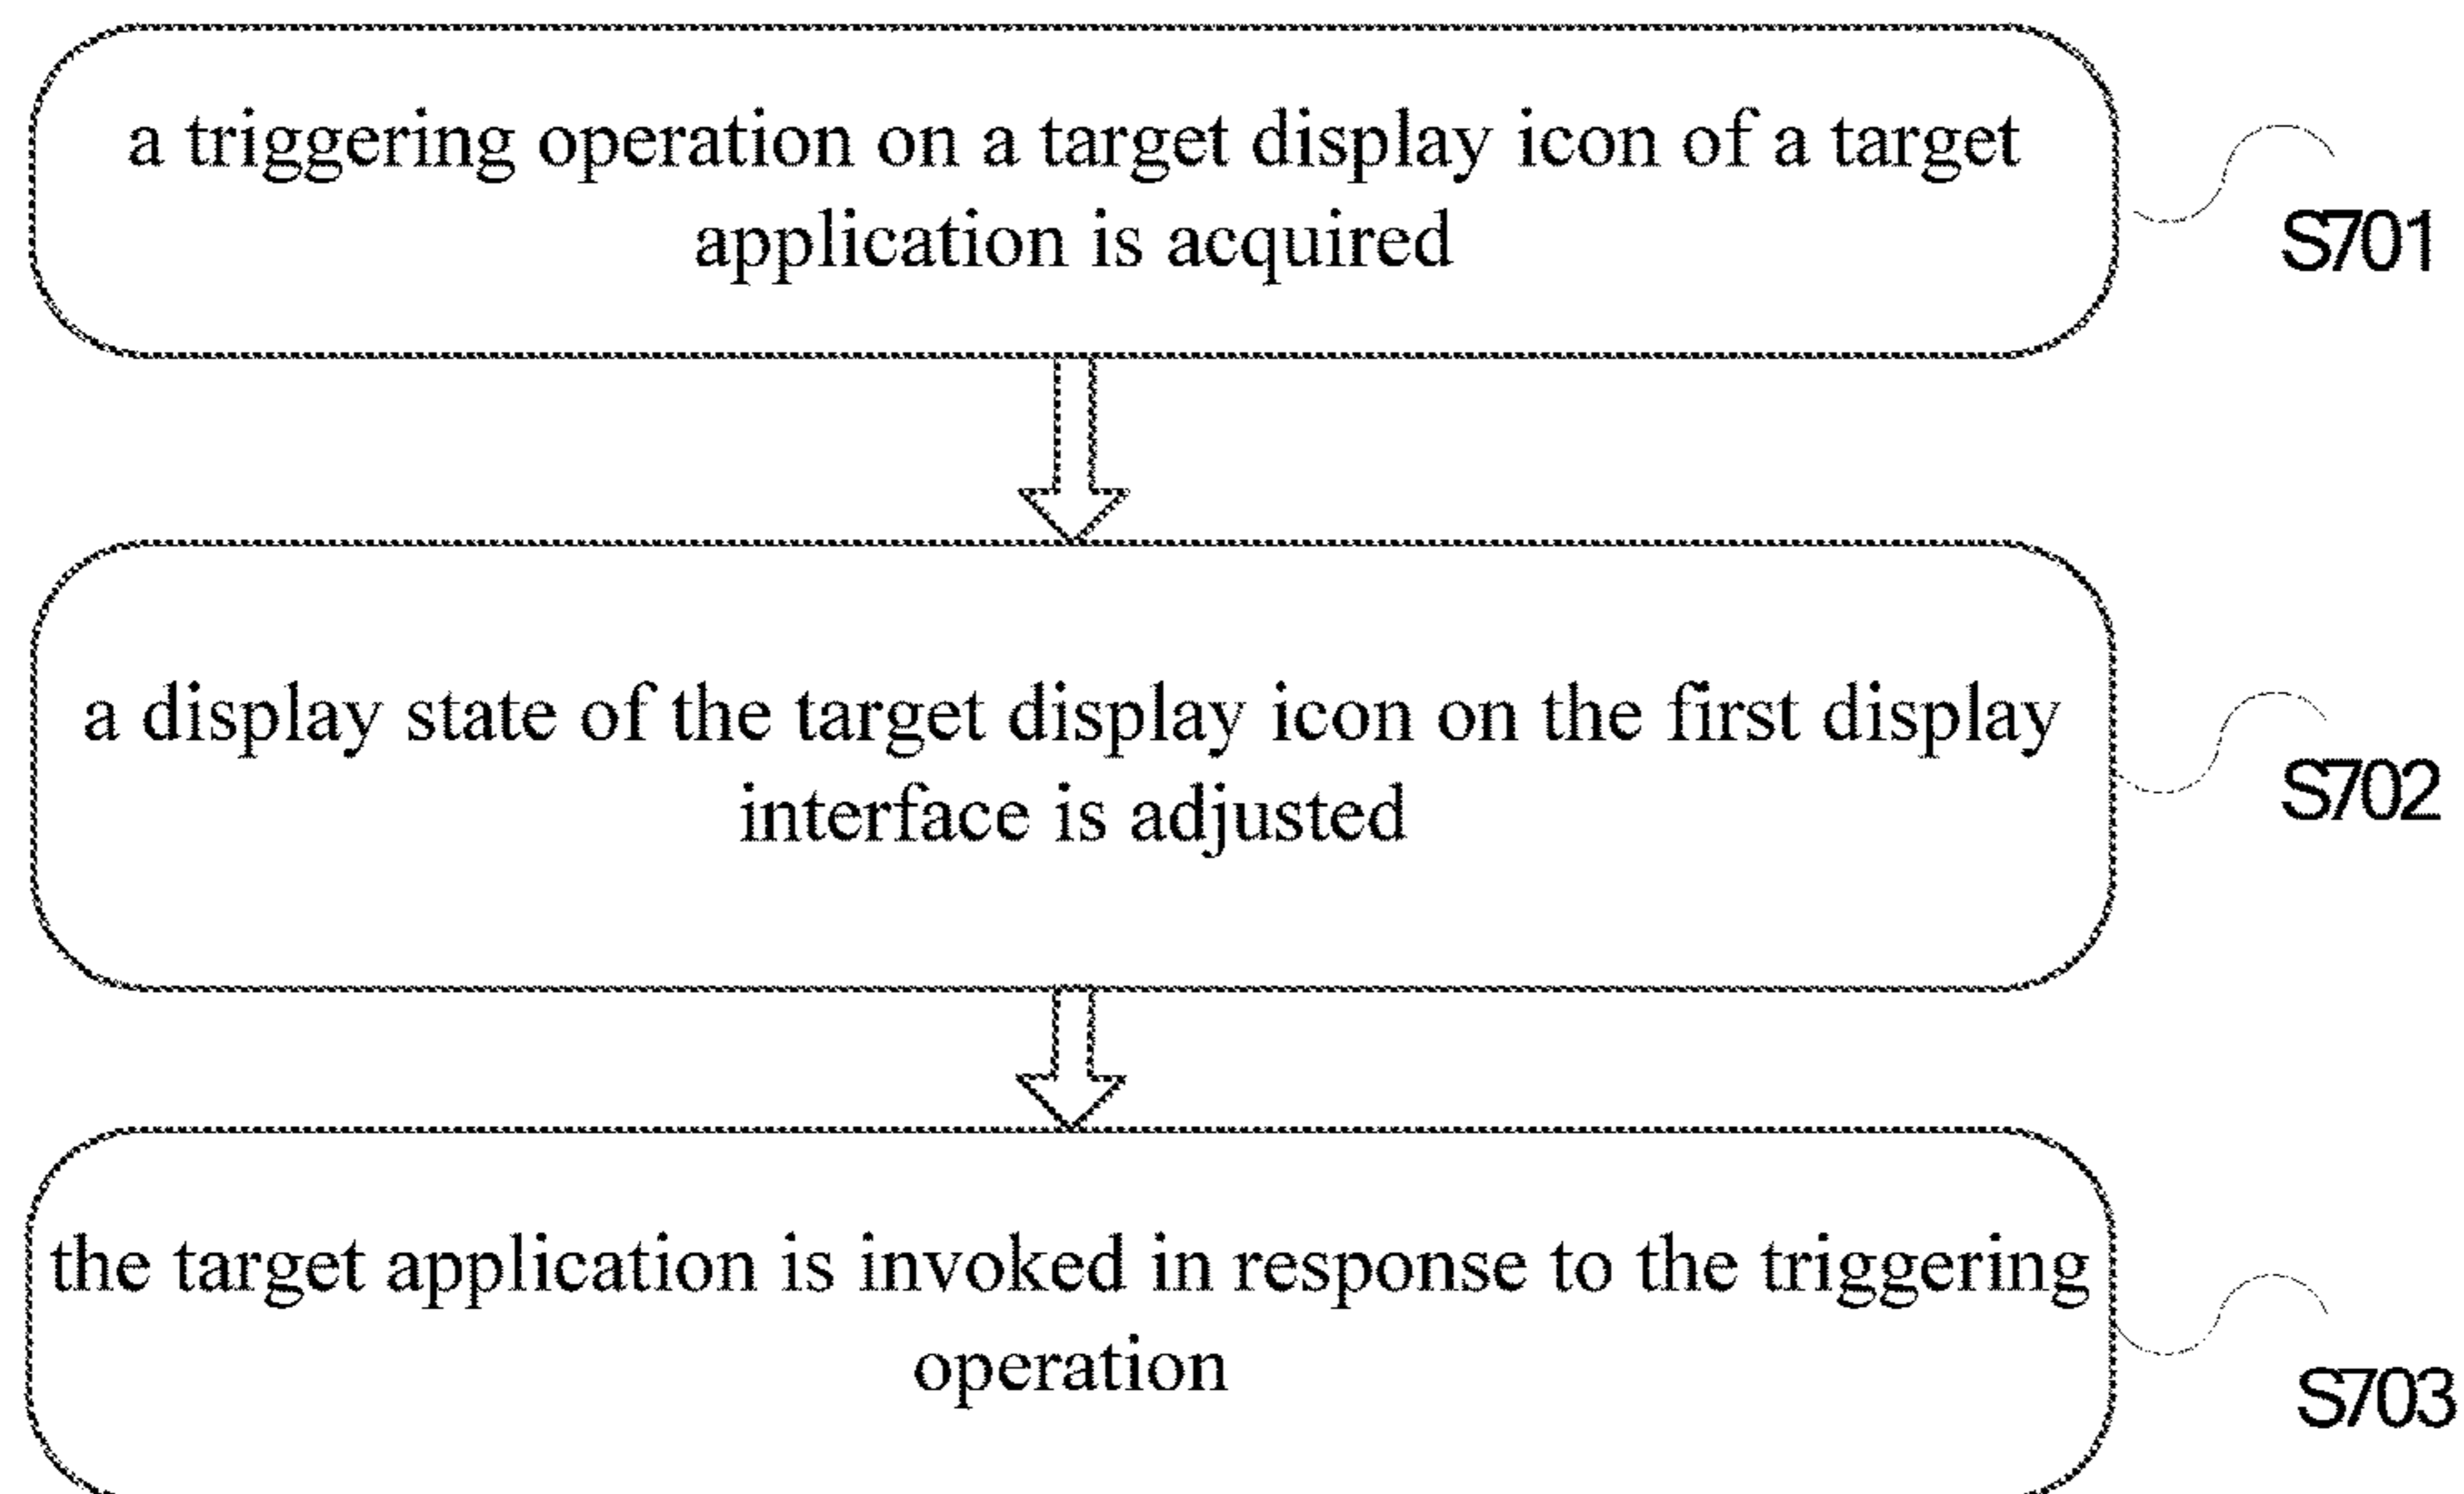 a triggering operation on a target display icon of a target
application is acquired
S701
a display state of the target display icon on the first display
interface is adjusted
S702
the target application is invoked in response to the triggering
operation
S703